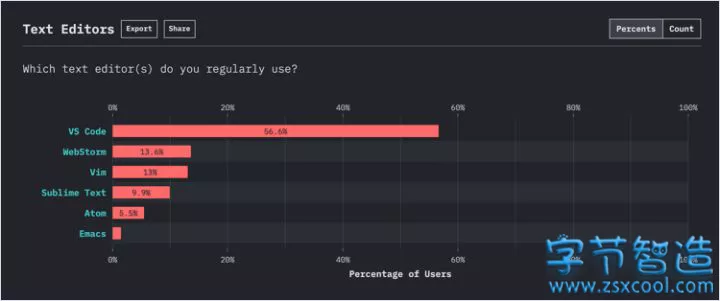 Text Editors Export Share Percents Count
Which text editor(s) do you regularly use?
0% 20% 40% 60% 80% 100%
VS Code 56.6%
WebStorm 13.6%
Vim 13%
Sublime Text 9.9%
Atom 5.5%
Emacs
0% 20% 40% 60% 80% 100%
Percentage of Users
字节智造
www.zsxcool.com